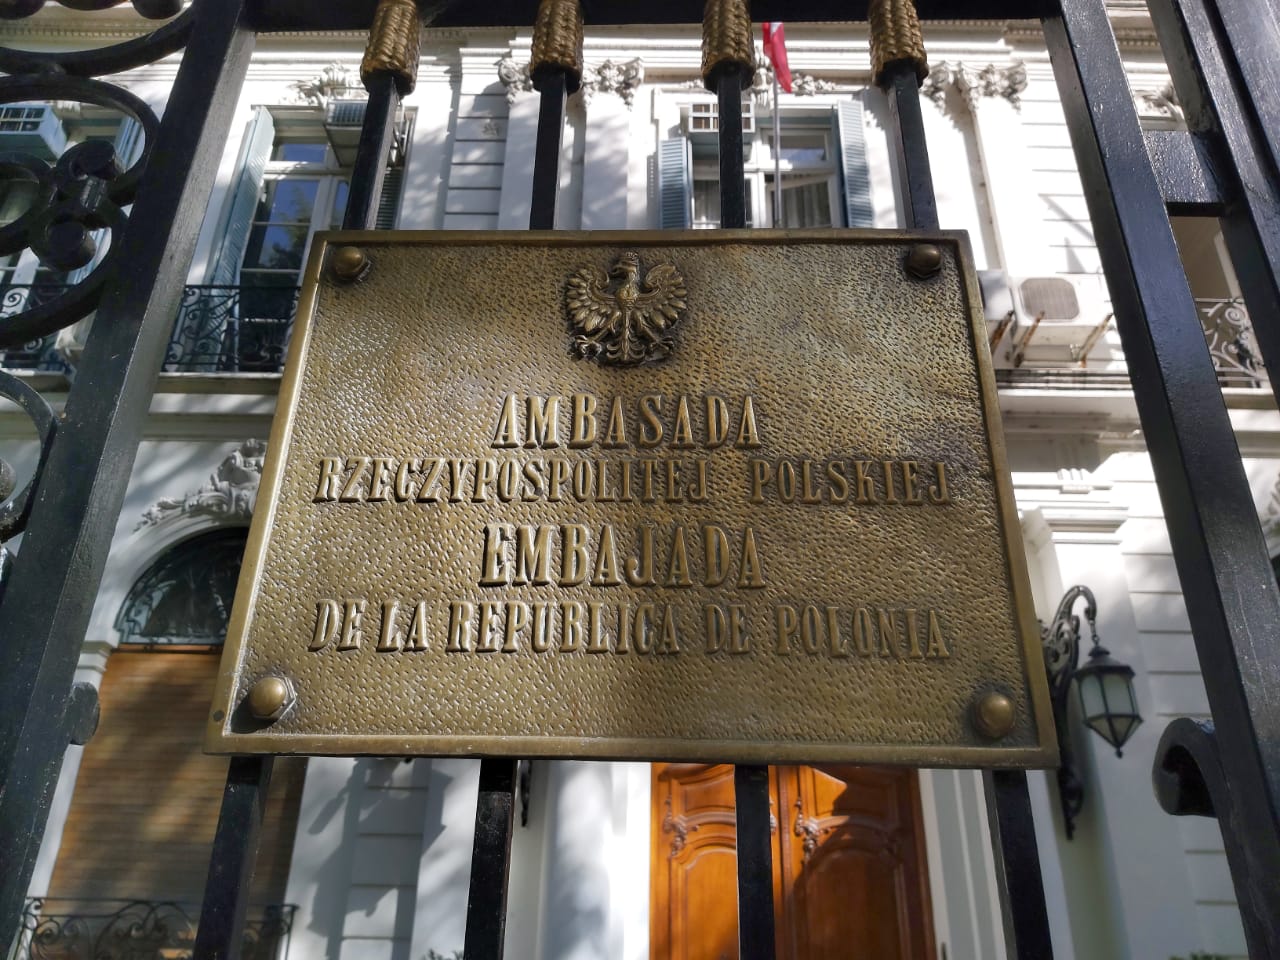 AMBASADA
RZECZYPOSPOLITEJ POLSKIEJ
EMBAJADA
DE LA REPUBLICA DE POLONIA